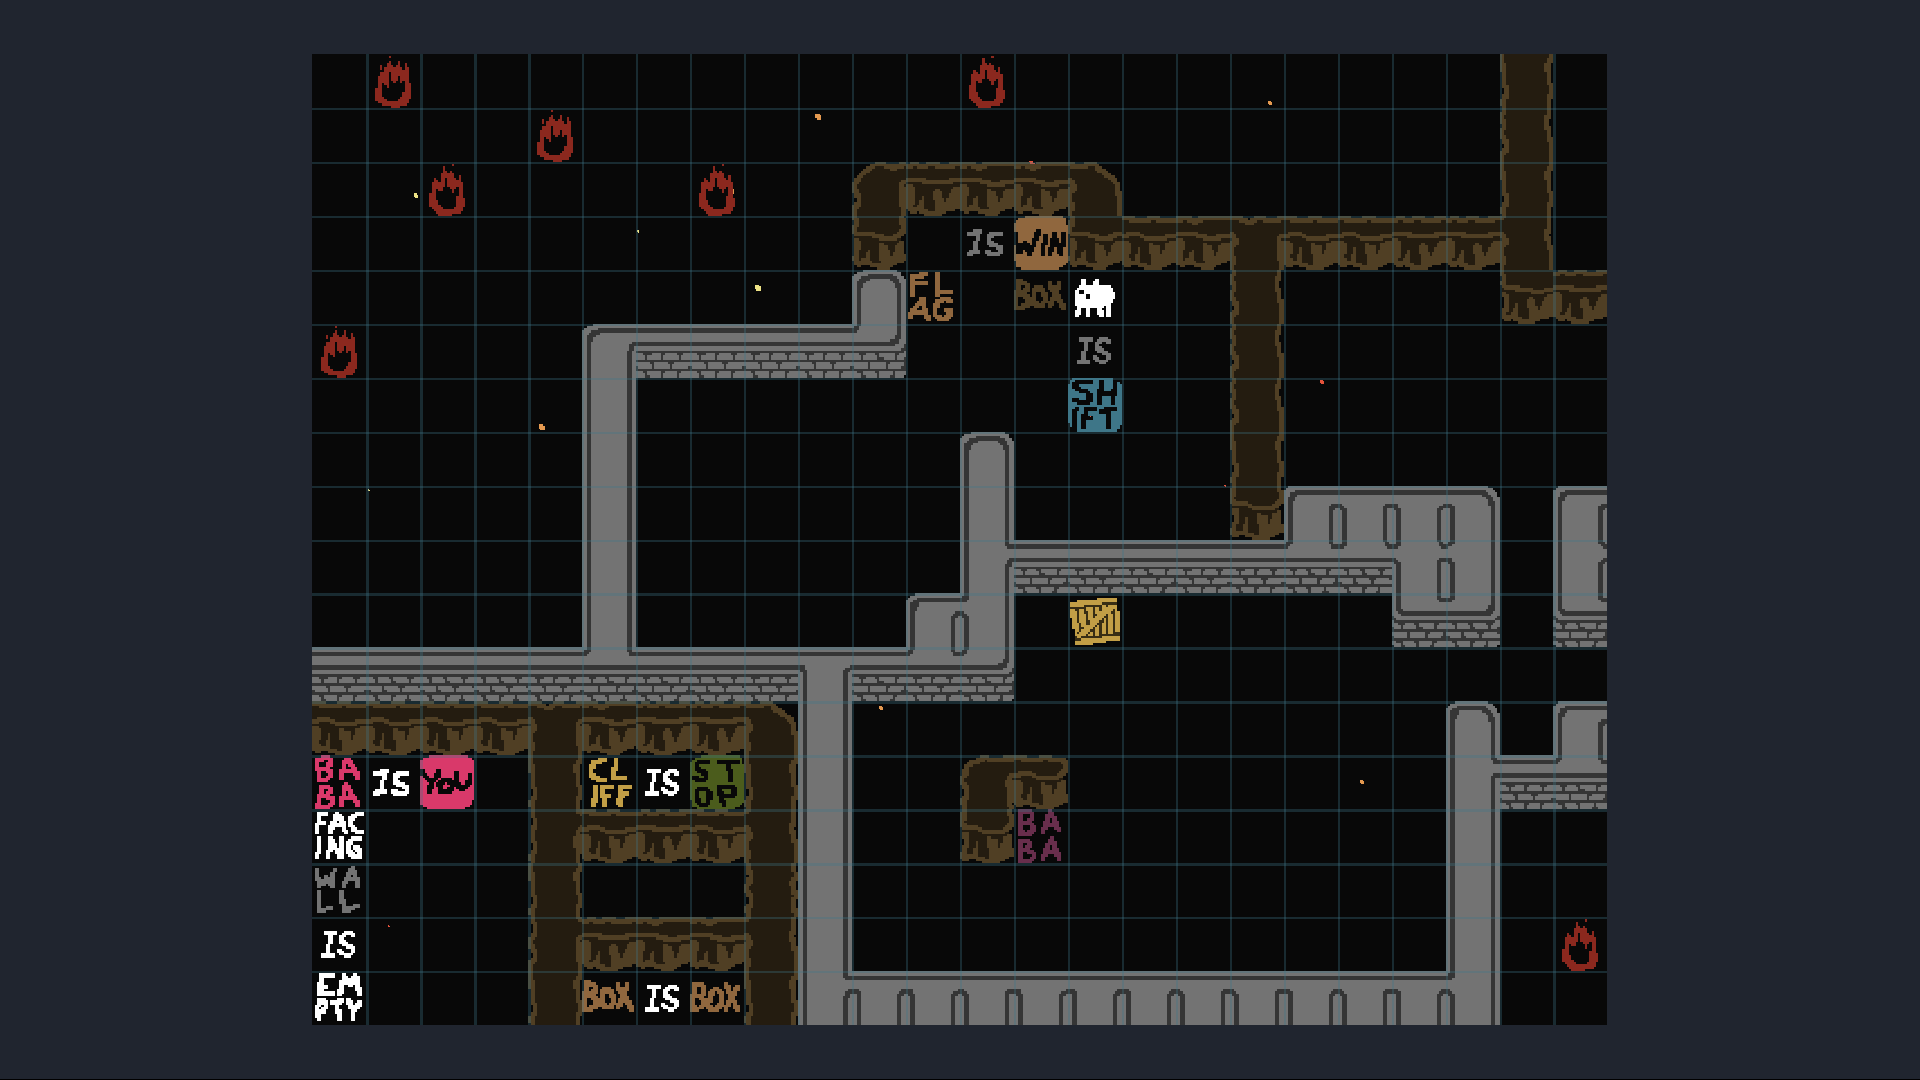 IS WIN
FLAG BOX
IS
SHIFT
BABA IS YOU CLIFF IS STOP
FACING BABA
WALL
IS
EMPTY BOX IS BOX